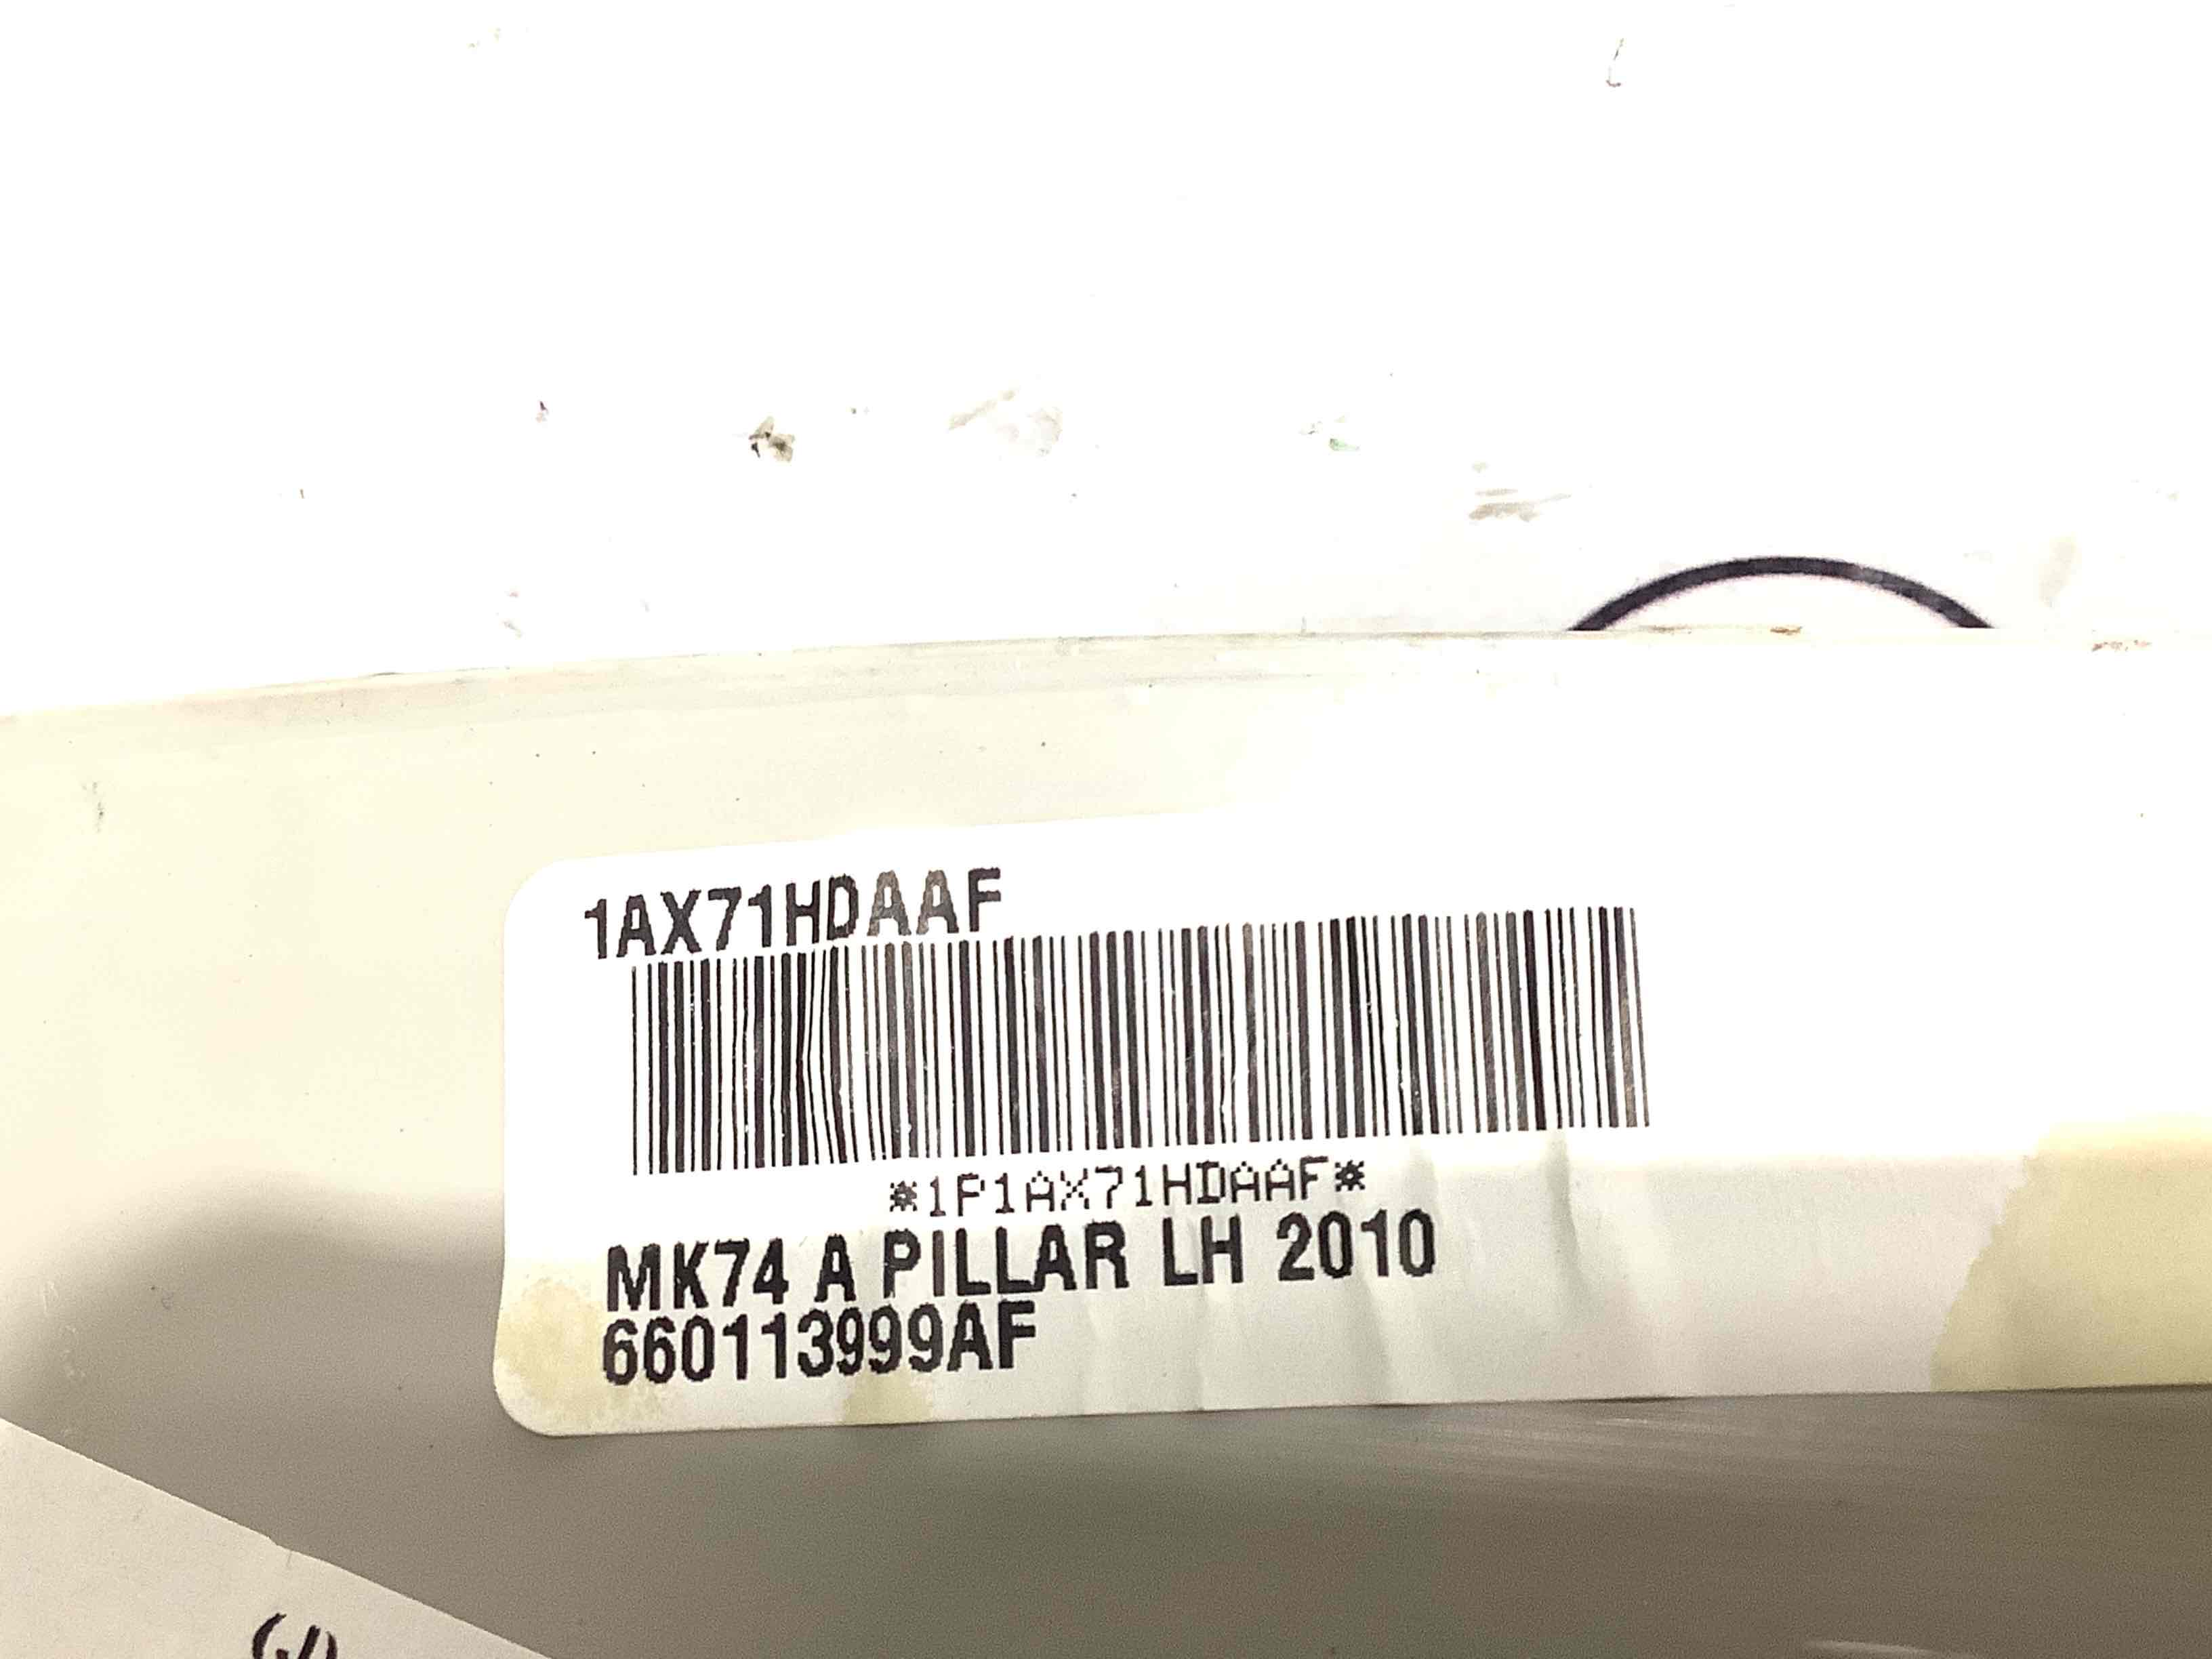 1AX71HDAAF
*1P1AX71HDAAF*
MK74 A PILLAR LH 2010
660113999AF